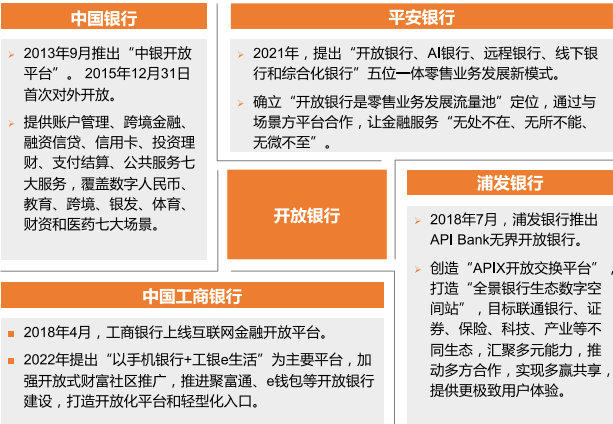 中国银行
2013年9月推出“中银开放
平台”。 2015年12月31日
首次对外开放。
提供账户管理、跨境金融、
融资信贷、信用卡、投资理
财、支付结算、公共服务七
大服务，覆盖数字人民币、
教育、跨境、银发、体育、
财资和医药七大场景。
平安银行
2021年，提出“开放银行、AI银行、远程银行、线下银
行和综合化银行”五位一体零售业务发展新模式。
确立“开放银行是零售业务发展流量池”定位，通过与
场景方平台合作，让金融服务“无处不在、无所不能、
无微不至”。
开放银行
浦发银行
2018年7月，浦发银行推出
API Bank无界开放银行。
创造“APIX开放交换平台”，
打造“全景银行生态数字空
间站”，目标联通银行、证
券、保险、科技、产业等不
同生态，汇聚多元能力，推
动多方合作，实现多赢共享，
提供更极致用户体验。
中国工商银行
2018年4月，工商银行上线互联网金融开放平台。
2022年提出“以手机银行+工银e生活”为主要平台，加
强开放式财富社区推广，推进聚富通、e钱包等开放银行
建设，打造开放化平台和轻型化入口。